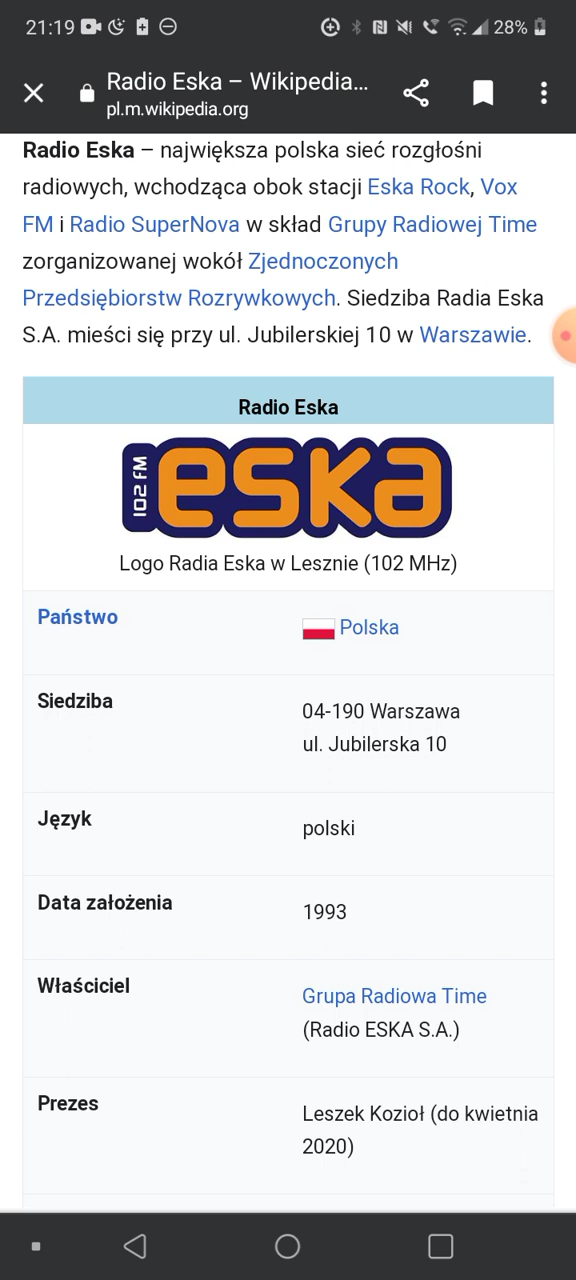 21:19
28%
Radio Eska – Wikipedia...
pl.m.wikipedia.org
Radio Eska – największa polska sieć rozgłośni
radiowych, wchodząca obok stacji Eska Rock, Vox
FM i Radio SuperNova w skład Grupy Radiowej Time
zorganizowanej wokół Zjednoczonych
Przedsiębiorstw Rozrywkowych. Siedziba Radia Eska
S.A. mieści się przy ul. Jubilerskiej 10 w Warszawie.
Radio Eska
102 FM
eska
Logo Radia Eska w Lesznie (102 MHz)
Państwo
Polska
Siedziba
04-190 Warszawa
ul. Jubilerska 10
Język
polski
Data założenia
1993
Właściciel
Grupa Radiowa Time
(Radio ESKA S.A.)
Prezes
Leszek Kozioł (do kwietnia
2020)